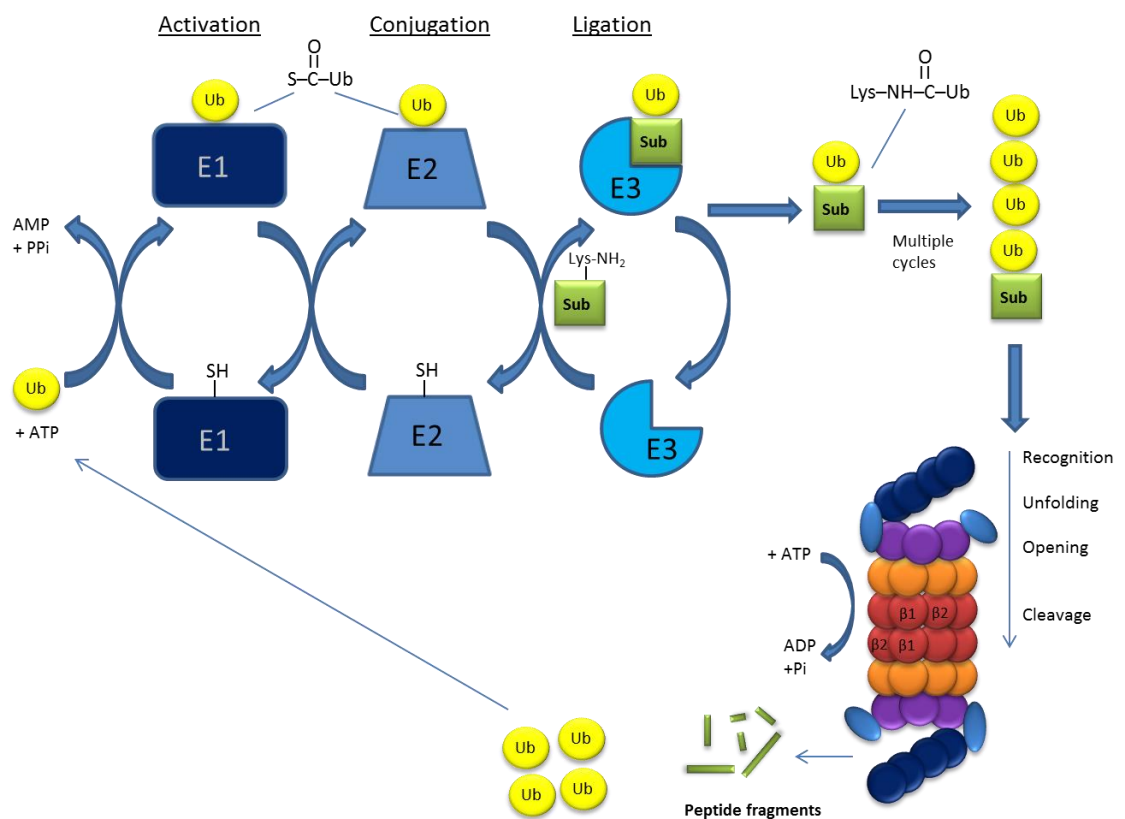 Activation
Conjugation
Ligation
O
S–C–Ub
Ub
E1
Ub
E2
Ub
Sub
E3
O
Lys–NH–C–Ub
Ub
Sub
Multiple
cycles
Ub
Ub
Ub
Ub
Sub
AMP
+ PPi
Lys-NH₂
Sub
Ub
+ ATP
SH
E1
SH
E2
E3
Recognition
Unfolding
Opening
Cleavage
+ ATP
ADP
+Pi
β1 β2
β2 β1
Ub Ub
Ub Ub
Peptide fragments